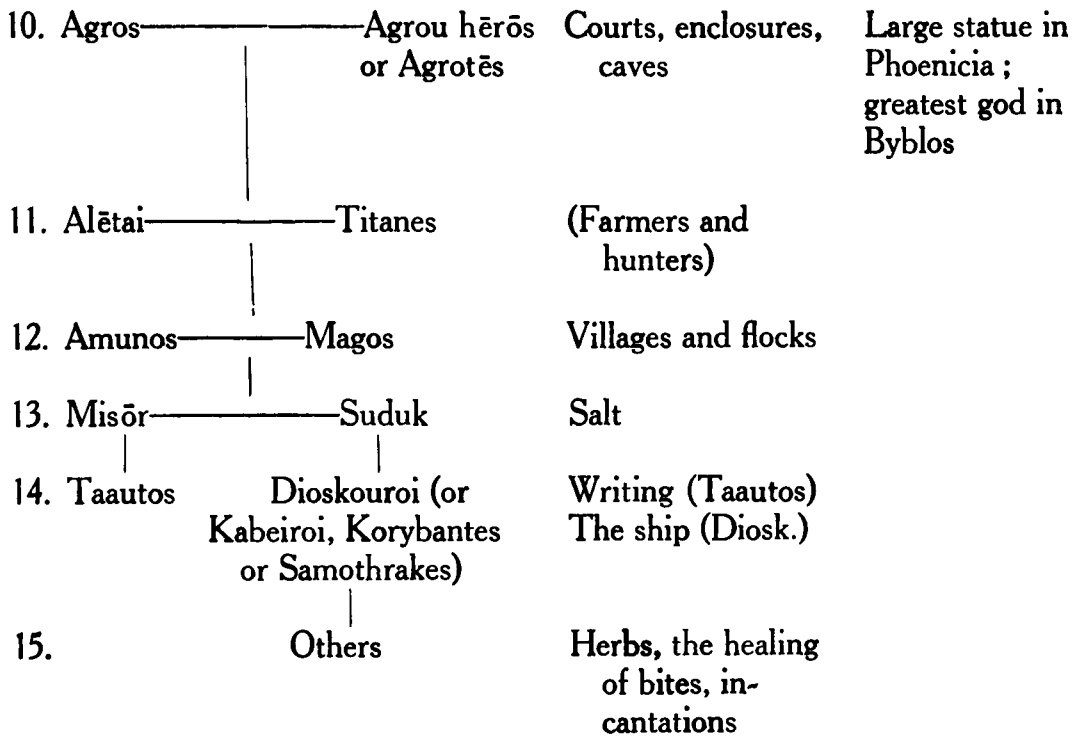 10. Agros Agrou hērōs Courts, enclosures, Large statue in
or Agrotēs caves Phoenicia ;
greatest god in
Byblos
11. Alētai Titanes (Farmers and
hunters)
12. Amunos Magos Villages and flocks
13. Misōr Suduk Salt
14. Taautos Dioskouroi (or Writing (Taautos)
Kabeiroi, Korybantes The ship (Diosk.)
or Samothrakes)
15. Others Herbs, the healing
of bites, in-
cantations